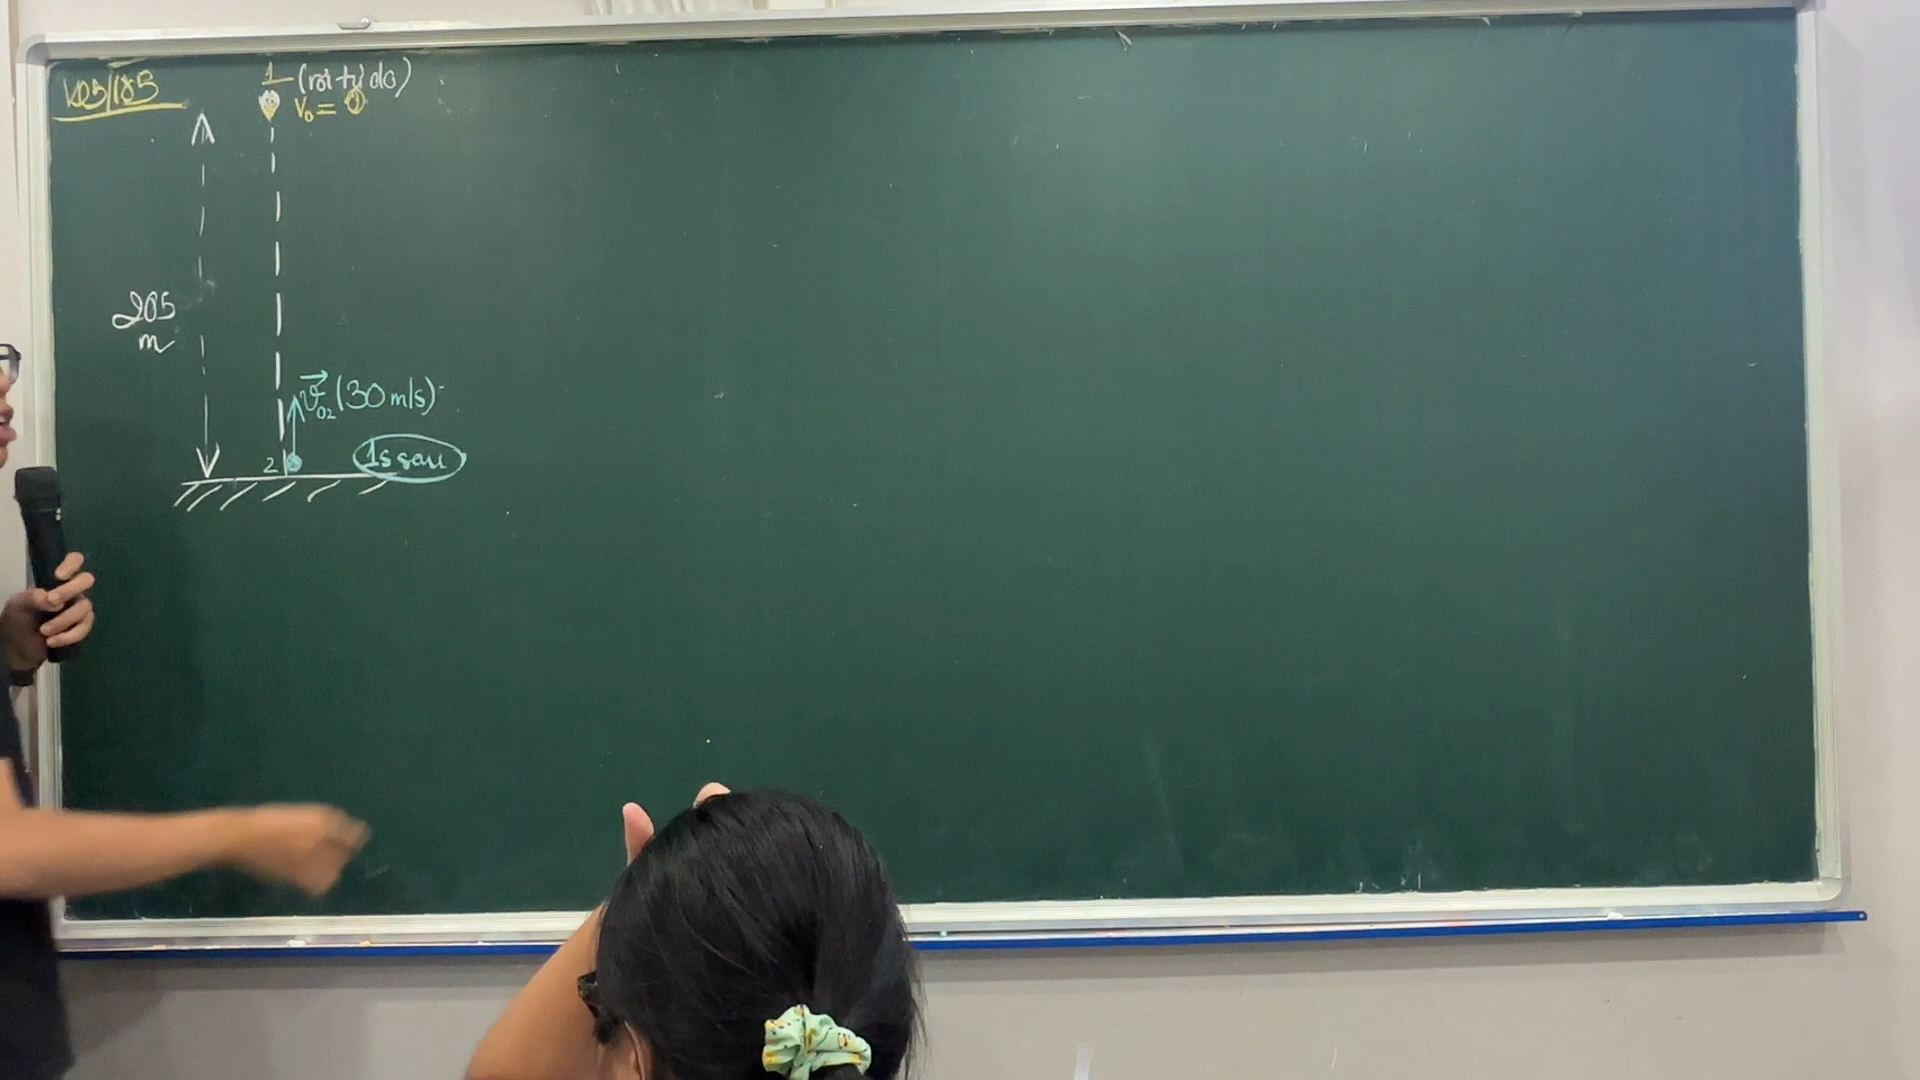 1 (rơi tự do)
V₀ = 0
205
m
v⃗₀₂ (30 m/s)
2
1s sau